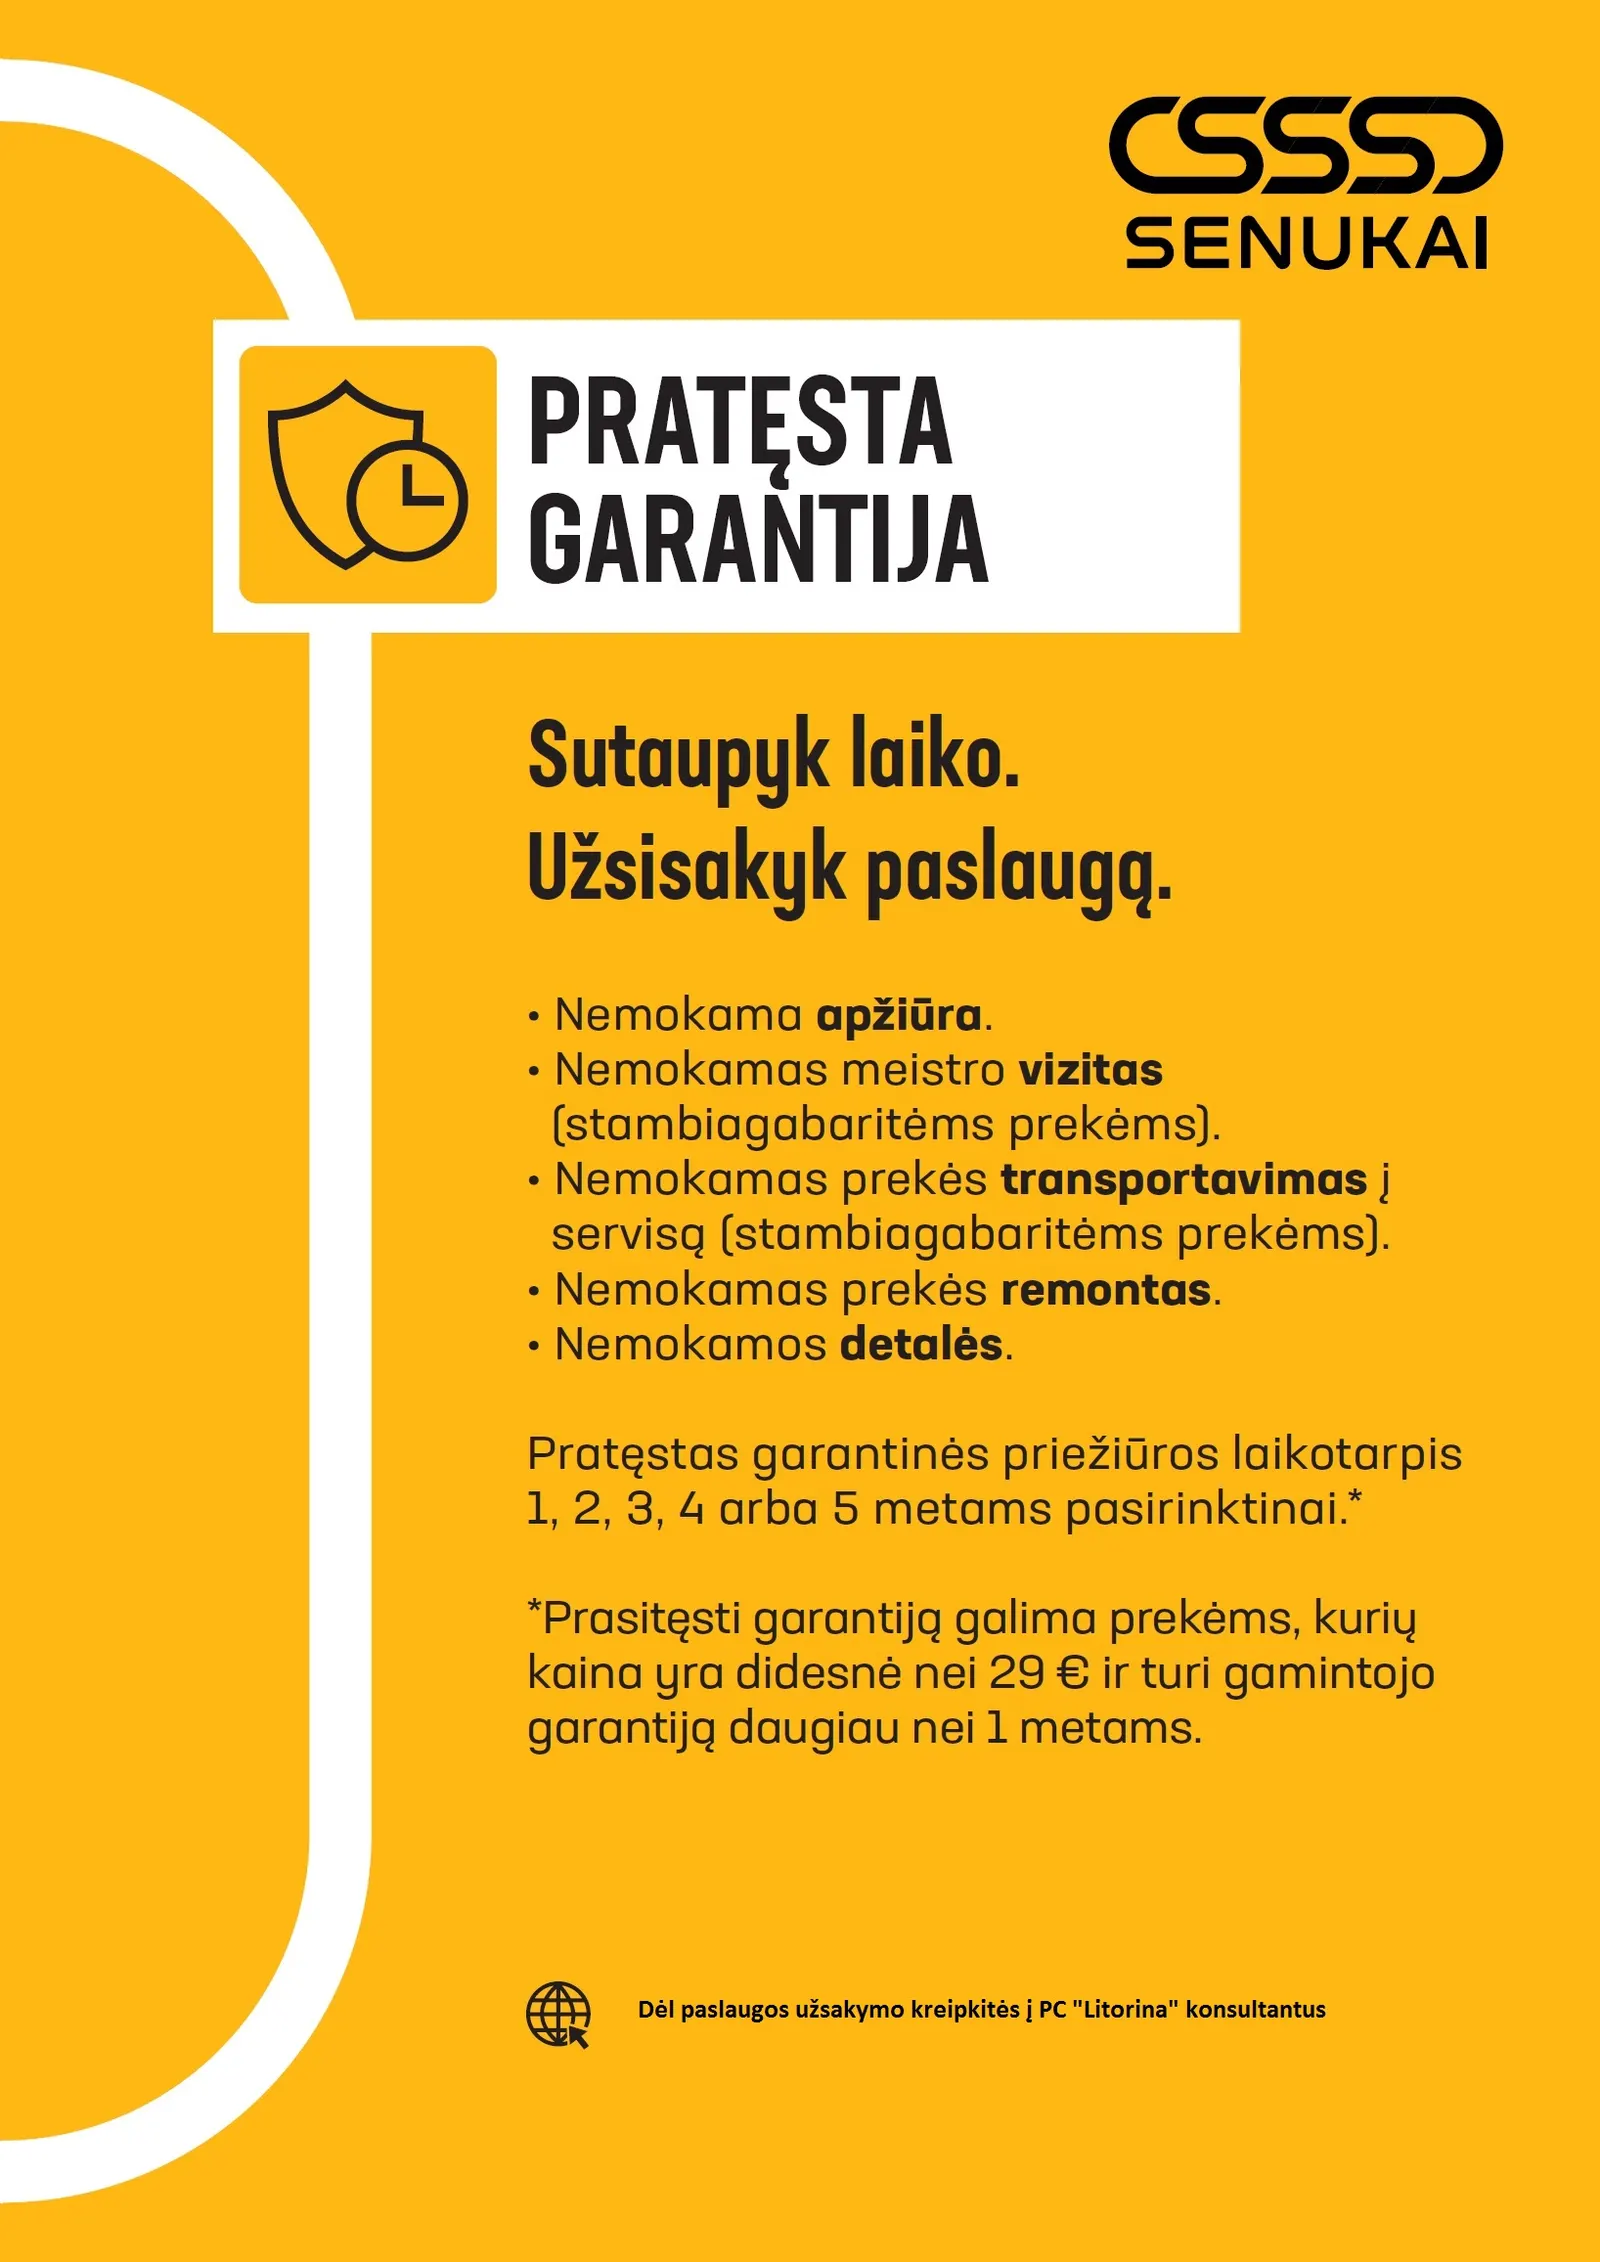 SENUKAI
PRATĘSTA
GARANTIJA
Sutaupyk laiko.
Užsisakyk paslaugą.
• Nemokama apžiūra.
• Nemokamas meistro vizitas
(stambiagabaritėms prekėms).
• Nemokamas prekės transportavimas į
servisą (stambiagabaritėms prekėms).
• Nemokamas prekės remontas.
• Nemokamos detalės.
Pratęstas garantinės priežiūros laikotarpis
1, 2, 3, 4 arba 5 metams pasirinktinai.*
*Prasitęsti garantiją galima prekėms, kurių
kaina yra didesnė nei 29 € ir turi gamintojo
garantiją daugiau nei 1 metams.
Dėl paslaugos užsakymo kreipkitės į PC "Litorina" konsultantus